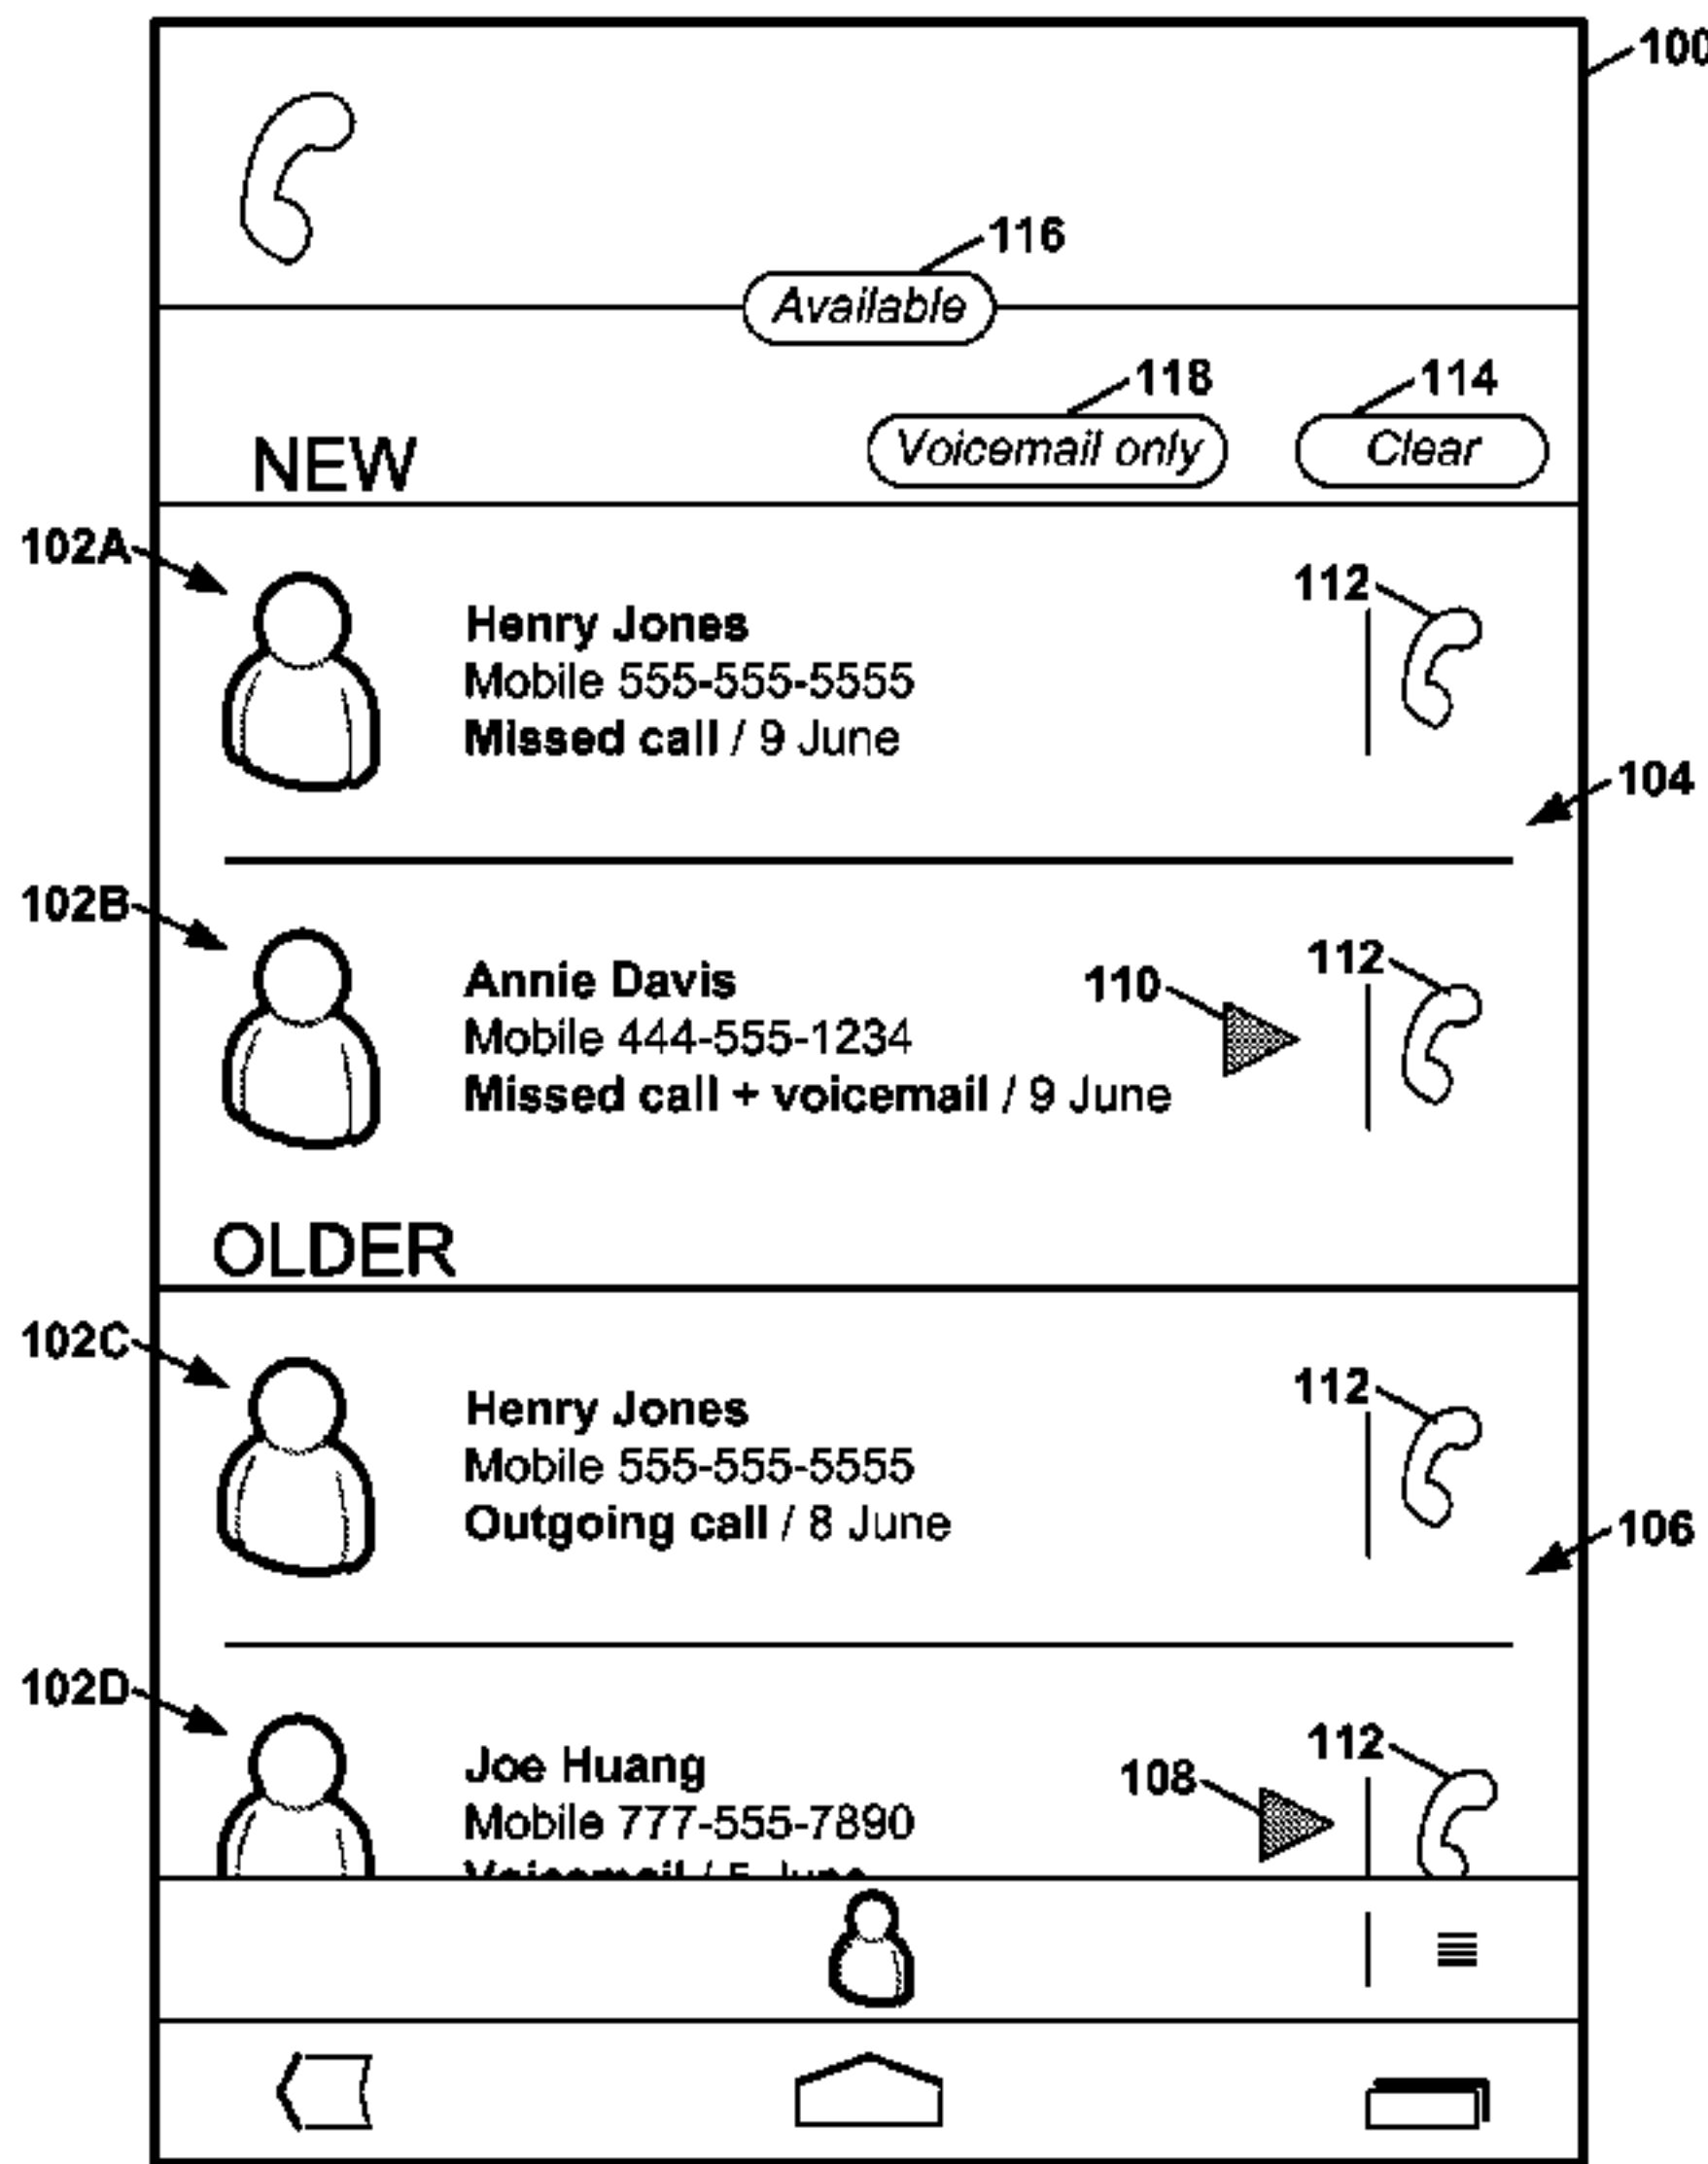 100
116
Available
118
114
NEW
Voicemail only
Clear
102A
112
Henry Jones
Mobile 555-555-5555
Missed call / 9 June
104
102B
Annie Davis
110
112
Mobile 444-555-1234
Missed call + voicemail / 9 June
OLDER
102C
112
Henry Jones
Mobile 555-555-5555
Outgoing call / 8 June
106
102D
Joe Huang
108
112
Mobile 777-555-7890
Voicemail / 5 June